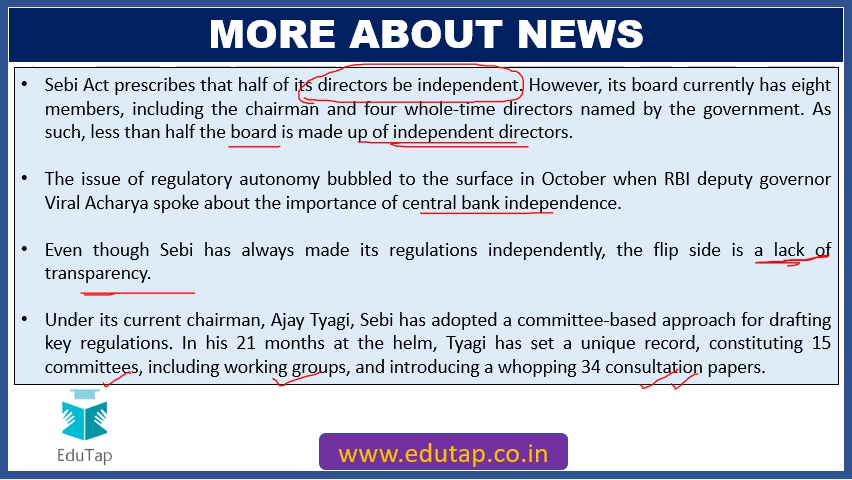 MORE ABOUT NEWS
• Sebi Act prescribes that half of its directors be independent. However, its board currently has eight
members, including the chairman and four whole-time directors named by the government. As
such, less than half the board is made up of independent directors.
• The issue of regulatory autonomy bubbled to the surface in October when RBI deputy governor
Viral Acharya spoke about the importance of central bank independence.
• Even though Sebi has always made its regulations independently, the flip side is a lack of
transparency.
• Under its current chairman, Ajay Tyagi, Sebi has adopted a committee-based approach for drafting
key regulations. In his 21 months at the helm, Tyagi has set a unique record, constituting 15
committees, including working groups, and introducing a whopping 34 consultation papers.
EduTap
www.edutap.co.in